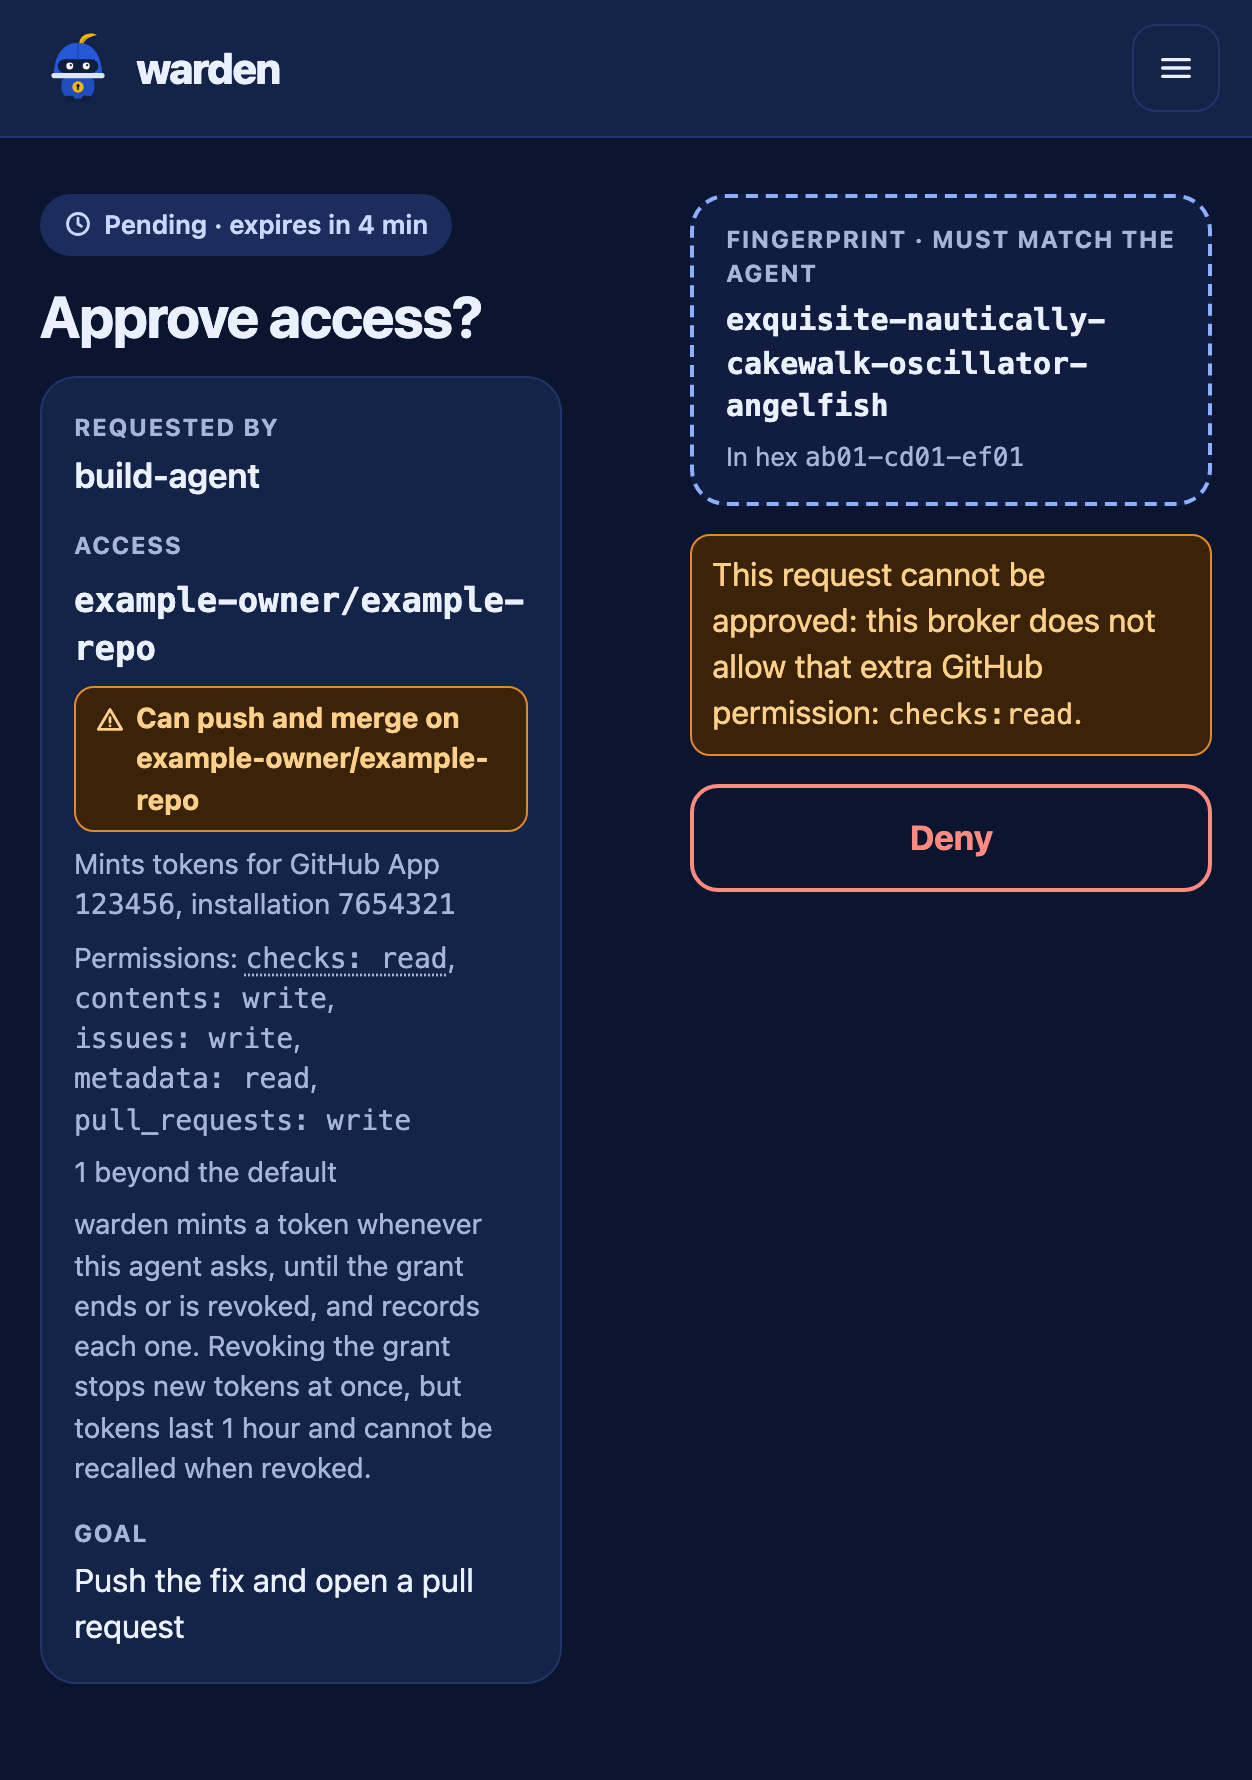 warden
Pending · expires in 4 min
Approve access?
REQUESTED BY
build-agent
ACCESS
example-owner/example-
repo
Can push and merge on
example-owner/example-
repo
Mints tokens for GitHub App
123456, installation 7654321
Permissions: checks: read,
contents: write,
issues: write,
metadata: read,
pull_requests: write
1 beyond the default
warden mints a token whenever
this agent asks, until the grant
ends or is revoked, and records
each one. Revoking the grant
stops new tokens at once, but
tokens last 1 hour and cannot be
recalled when revoked.
GOAL
Push the fix and open a pull
request
FINGERPRINT · MUST MATCH THE
AGENT
exquisite-nautically-
cakewalk-oscillator-
angelfish
In hex ab01-cd01-ef01
This request cannot be
approved: this broker does not
allow that extra GitHub
permission: checks:read.
Deny